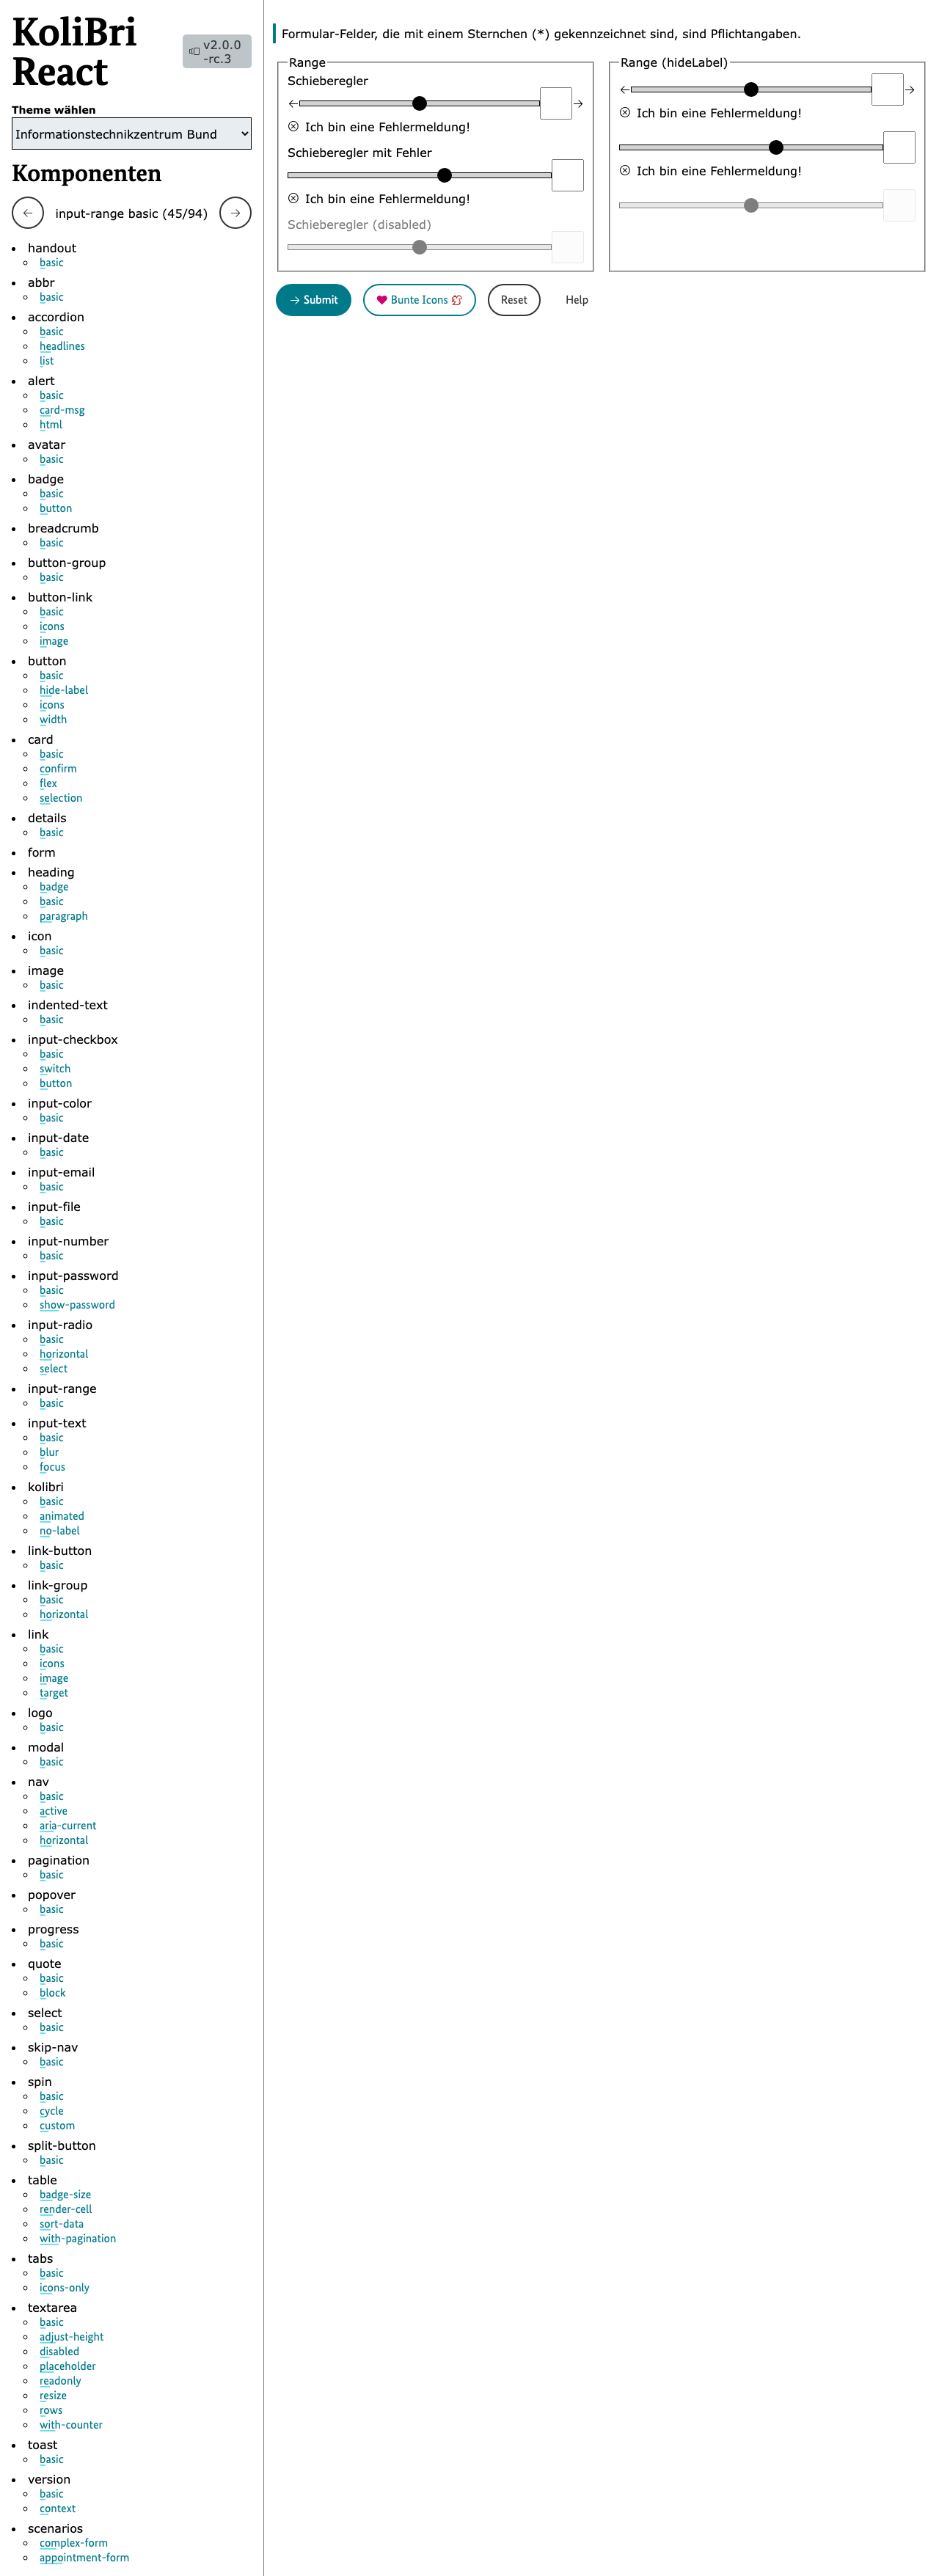 KoliBri
React
v2.0.0
-rc.3
Theme wählen
Informationstechnikzentrum Bund
Komponenten
input-range basic (45/94)
handout
basic
abbr
basic
accordion
basic
headlines
list
alert
basic
card-msg
html
avatar
basic
badge
basic
button
breadcrumb
basic
button-group
basic
button-link
basic
icons
image
button
basic
hide-label
icons
width
card
basic
confirm
flex
selection
details
basic
form
heading
badge
basic
paragraph
icon
basic
image
basic
indented-text
basic
input-checkbox
basic
switch
button
input-color
basic
input-date
basic
input-email
basic
input-file
basic
input-number
basic
input-password
basic
show-password
input-radio
basic
horizontal
select
input-range
basic
input-text
basic
blur
focus
kolibri
basic
animated
no-label
link-button
basic
link-group
basic
horizontal
link
basic
icons
image
target
logo
basic
modal
basic
nav
basic
active
aria-current
horizontal
pagination
basic
popover
basic
progress
basic
quote
basic
block
select
basic
skip-nav
basic
spin
basic
cycle
custom
split-button
basic
table
badge-size
render-cell
sort-data
with-pagination
tabs
basic
icons-only
textarea
basic
adjust-height
disabled
placeholder
readonly
resize
rows
with-counter
toast
basic
version
basic
context
scenarios
complex-form
appointment-form
Formular-Felder, die mit einem Sternchen (*) gekennzeichnet sind, sind Pflichtangaben.
Range
Schieberegler
Ich bin eine Fehlermeldung!
Schieberegler mit Fehler
Ich bin eine Fehlermeldung!
Schieberegler (disabled)
Range (hideLabel)
Ich bin eine Fehlermeldung!
Ich bin eine Fehlermeldung!
Submit
Bunte Icons
Reset
Help